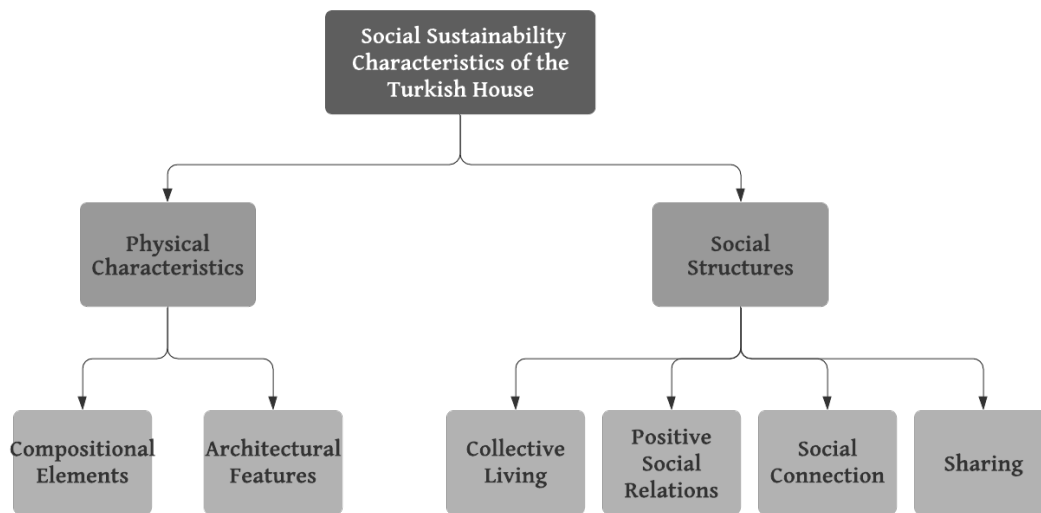 Social Sustainability
Characteristics of the
Turkish House
Physical
Characteristics
Social
Structures
Compositional
Elements
Architectural
Features
Collective
Living
Positive
Social
Relations
Social
Connection
Sharing